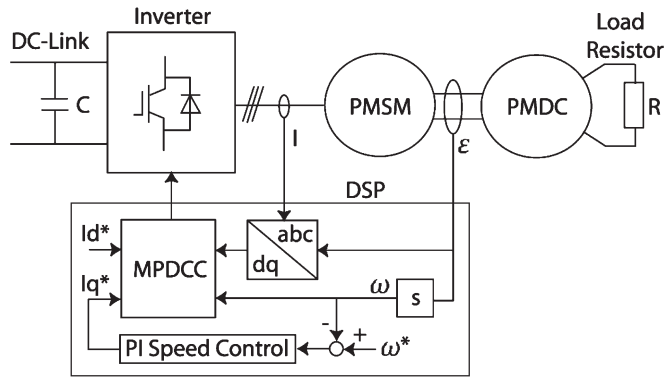 Inverter
DC-Link
Load
Resistor
C
PMSM
PMDC
R
I
ε
DSP
Id*
abc
dq
MPDCC
Iq*
ω
s
-
+
PI Speed Control
ω*